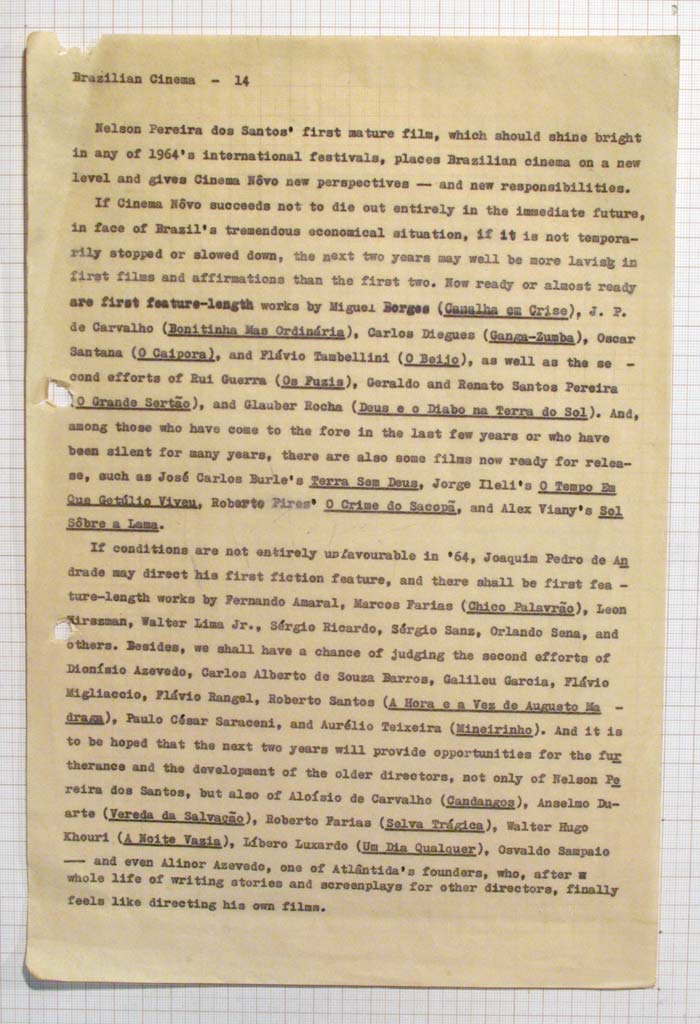 Brazilian Cinema - 14
Nelson Pereira dos Santos' first mature film, which should shine bright
in any of 1964's international festivals, places Brazilian cinema on a new
level and gives Cinema Nôvo new perspectives — and new responsibilities.
If Cinema Nôvo succeeds not to die out entirely in the immediate future,
in face of Brazil's tremendous economical situation, if it is not tempora-
rily stopped or slowed down, the next two years may well be more lavish in
first films and affirmations than the first two. Now ready or almost ready
are first feature-length works by Miguel Borges (Canalha em Crise), J. P.
de Carvalho (Bonitinha Mas Ordinária), Carlos Diegues (Ganga-Zumba), Oscar
Santana (O Caipora), and Flávio Tambellini (O Beijo), as well as the se -
cond efforts of Rui Guerra (Os Fuzis), Geraldo and Renato Santos Pereira
(O Grande Sertão), and Glauber Rocha (Deus e o Diabo na Terra do Sol). And,
among those who have come to the fore in the last few years or who have
been silent for many years, there are also some films now ready for relea-
se, such as José Carlos Burle's Terra Sem Deus, Jorge Ileli's O Tempo Em
Que Getúlio Viveu, Roberto Pires' O Crime do Sacopã, and Alex Viany's Sol
Sôbre a Lama.
If conditions are not entirely unfavourable in '64, Joaquim Pedro de An
drade may direct his first fiction feature, and there shall be first fea -
ture-length works by Fernando Amaral, Marcos Farias (Chico Palavrão), Leon
Hirszman, Walter Lima Jr., Sérgio Ricardo, Sérgio Sanz, Orlando Sena, and
others. Besides, we shall have a chance of judging the second efforts of
Dionísio Azevedo, Carlos Alberto de Souza Barros, Galileu Garcia, Flávio
Migliaccio, Flávio Rangel, Roberto Santos (A Hora e a Vez de Augusto Ma -
draga), Paulo César Saraceni, and Aurélio Teixeira (Mineirinho). And it is
to be hoped that the next two years will provide opportunities for the fur
therance and the development of the older directors, not only of Nelson Pe
reira dos Santos, but also of Aloísio de Carvalho (Candangos), Anselmo Du-
arte (Vereda da Salvação), Roberto Farias (Selva Trágica), Walter Hugo
Khouri (A Noite Vazia), Líbero Luxardo (Um Dia Qualquer), Osvaldo Sampaio
— and even Alinor Azevedo, one of Atlântida's founders, who, after a
whole life of writing stories and screenplays for other directors, finally
feels like directing his own films.